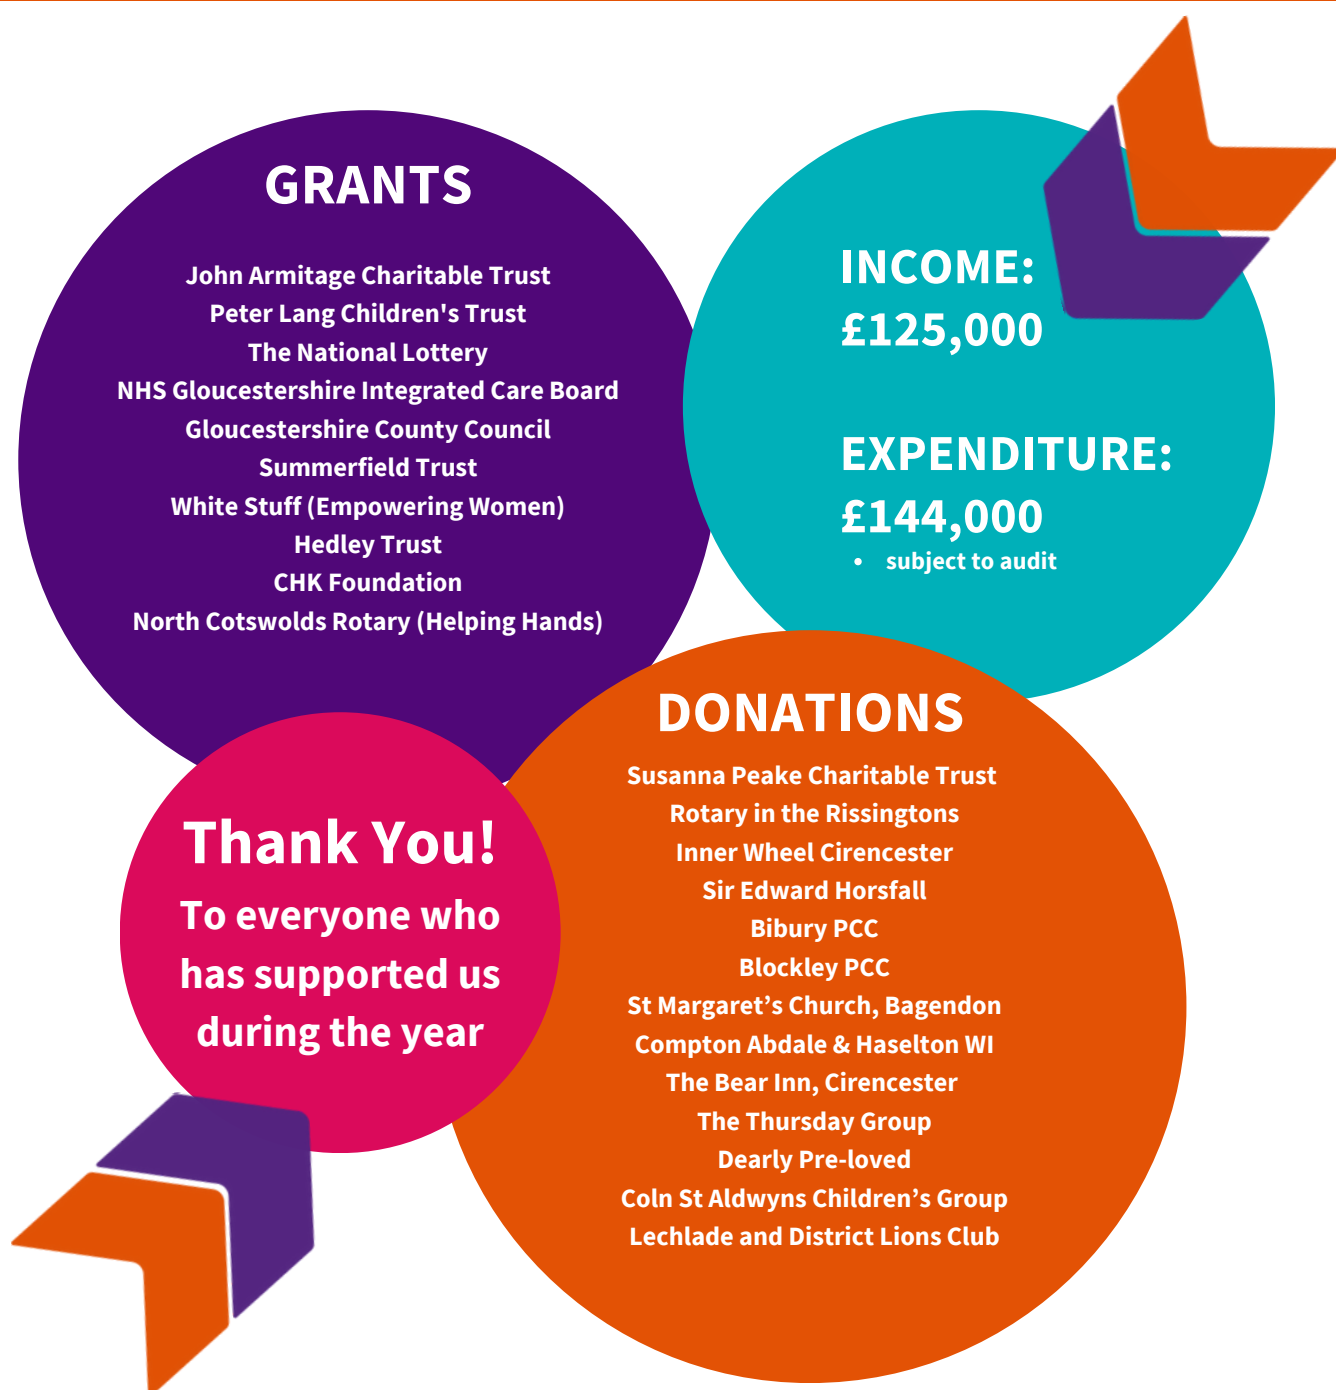 GRANTS
John Armitage Charitable Trust
Peter Lang Children's Trust
The National Lottery
NHS Gloucestershire Integrated Care Board
Gloucestershire County Council
Summerfield Trust
White Stuff (Empowering Women)
Hedley Trust
CHK Foundation
North Cotswolds Rotary (Helping Hands)
INCOME:
£125,000
EXPENDITURE:
£144,000
• subject to audit
Thank You!
To everyone who
has supported us
during the year
DONATIONS
Susanna Peake Charitable Trust
Rotary in the Rissingtons
Inner Wheel Cirencester
Sir Edward Horsfall
Bibury PCC
Blockley PCC
St Margaret’s Church, Bagendon
Compton Abdale & Haselton WI
The Bear Inn, Cirencester
The Thursday Group
Dearly Pre-loved
Coln St Aldwyns Children’s Group
Lechlade and District Lions Club